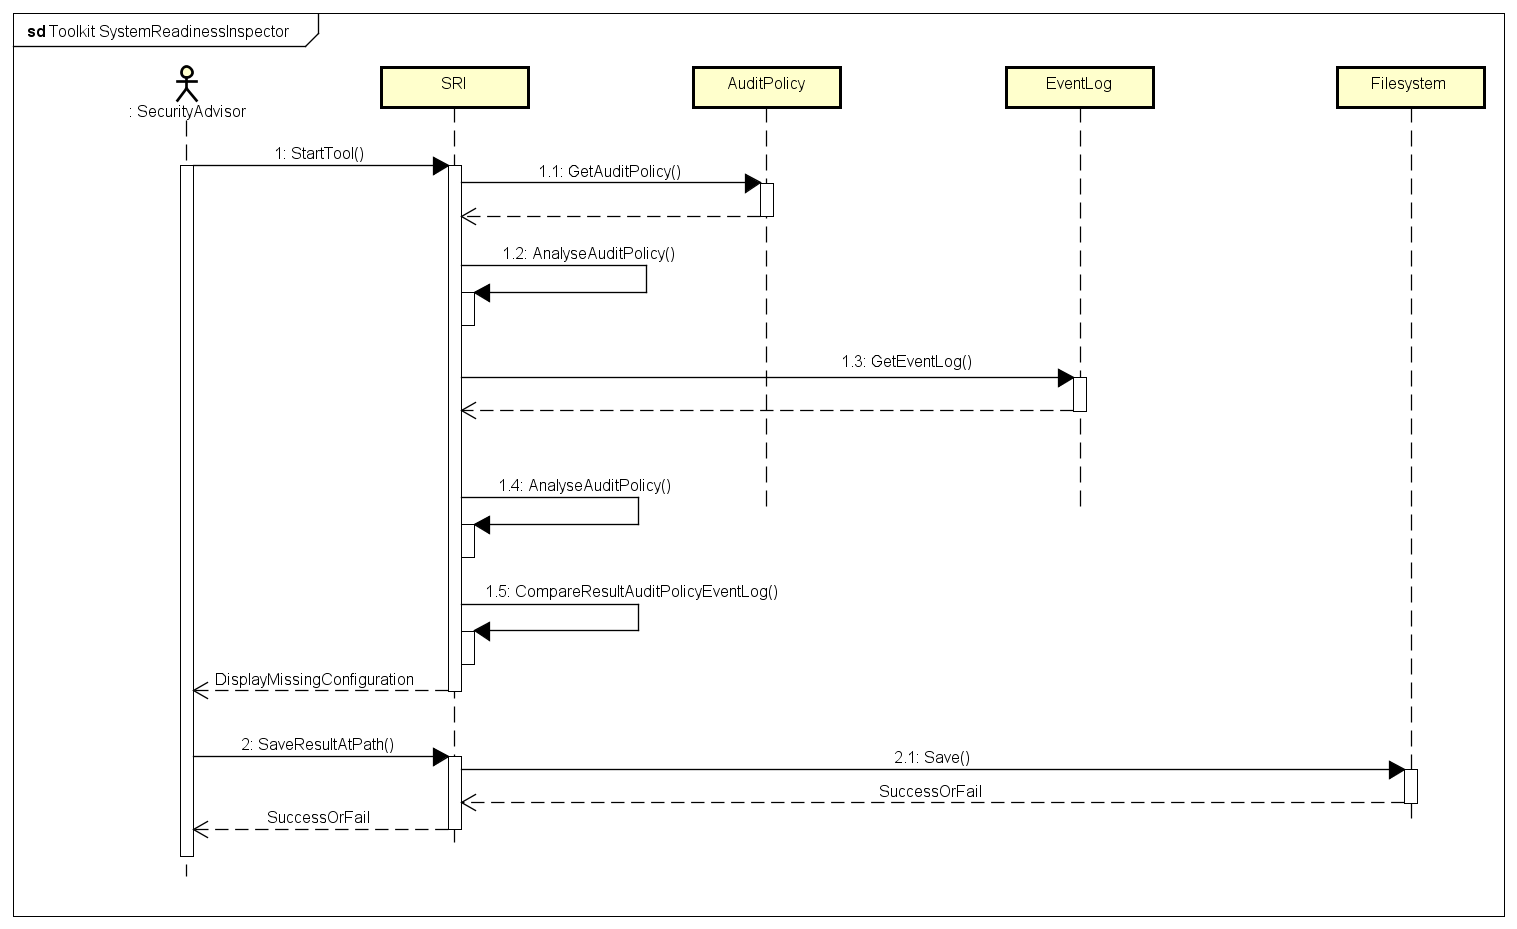 sd Toolkit SystemReadinessInspector
: SecurityAdvisor
SRI
AuditPolicy
EventLog
Filesystem
1: StartTool()
1.1: GetAuditPolicy()
1.2: AnalyseAuditPolicy()
1.3: GetEventLog()
1.4: AnalyseAuditPolicy()
1.5: CompareResultAuditPolicyEventLog()
DisplayMissingConfiguration
2: SaveResultAtPath()
2.1: Save()
SuccessOrFail
SuccessOrFail